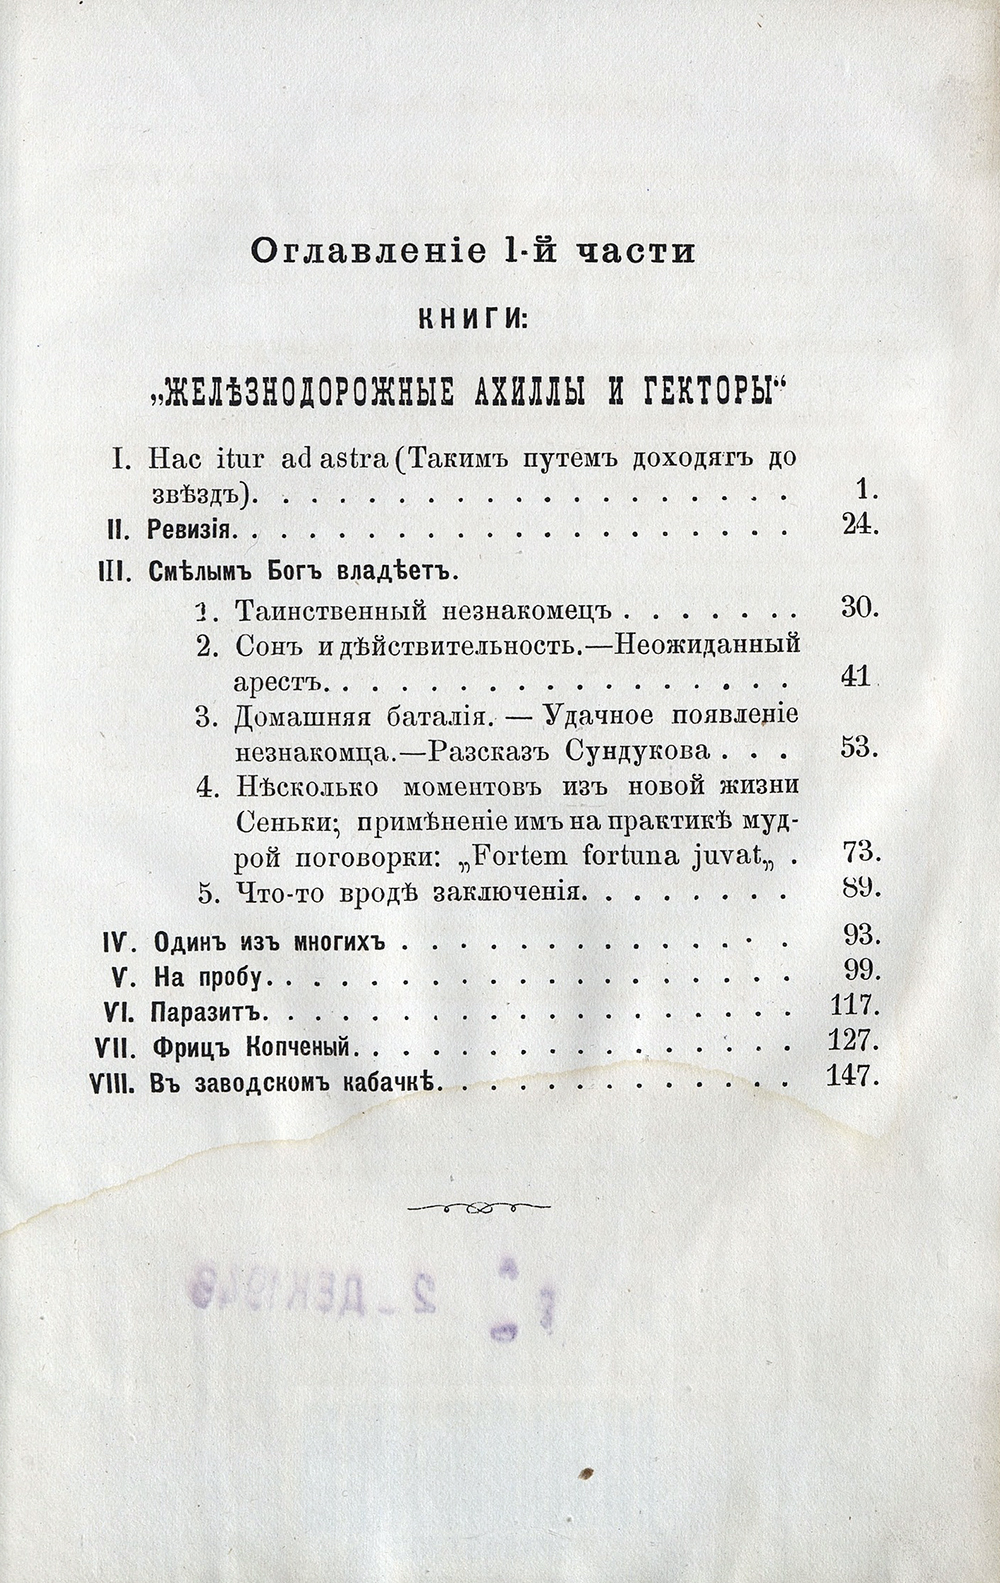 Оглавленіе 1-й части
КНИГИ:
„ЖЕЛѢЗНОДОРОЖНЫЕ АХИЛЛЫ И ГЕКТОРЫ“
I. Hac itur ad astra (Такимъ путемъ доходятъ до
звѣздъ). . . . . . . . . . . . . . . . . . . 1.
II. Ревизія. . . . . . . . . . . . . . . . . . . . 24.
III. Смѣлымъ Богъ владѣетъ.
1. Таинственный незнакомецъ . . . . . . . 30.
2. Сонъ и дѣйствительность.—Неожиданный
арестъ. . . . . . . . . . . . . . . . . 41.
3. Домашняя баталія. — Удачное появленіе
незнакомца.—Разсказъ Сундукова . . . 53.
4. Нѣсколько моментовъ изъ новой жизни
Сеньки; примѣненіе имъ на практикѣ муд-
рой поговорки: „Fortem fortuna juvat„ . 73.
5. Что-то вродѣ заключенія. . . . . . . . 89.
IV. Одинъ изъ многихъ . . . . . . . . . . . . . . 93.
V. На пробу. . . . . . . . . . . . . . . . . . . 99.
VI. Паразитъ. . . . . . . . . . . . . . . . . . . 117.
VII. Фрицъ Копченый. . . . . . . . . . . . . . . . 127.
VIII. Въ заводскомъ кабачкѣ. . . . . . . . . . . . . 147.
2 _ ДЕК 194